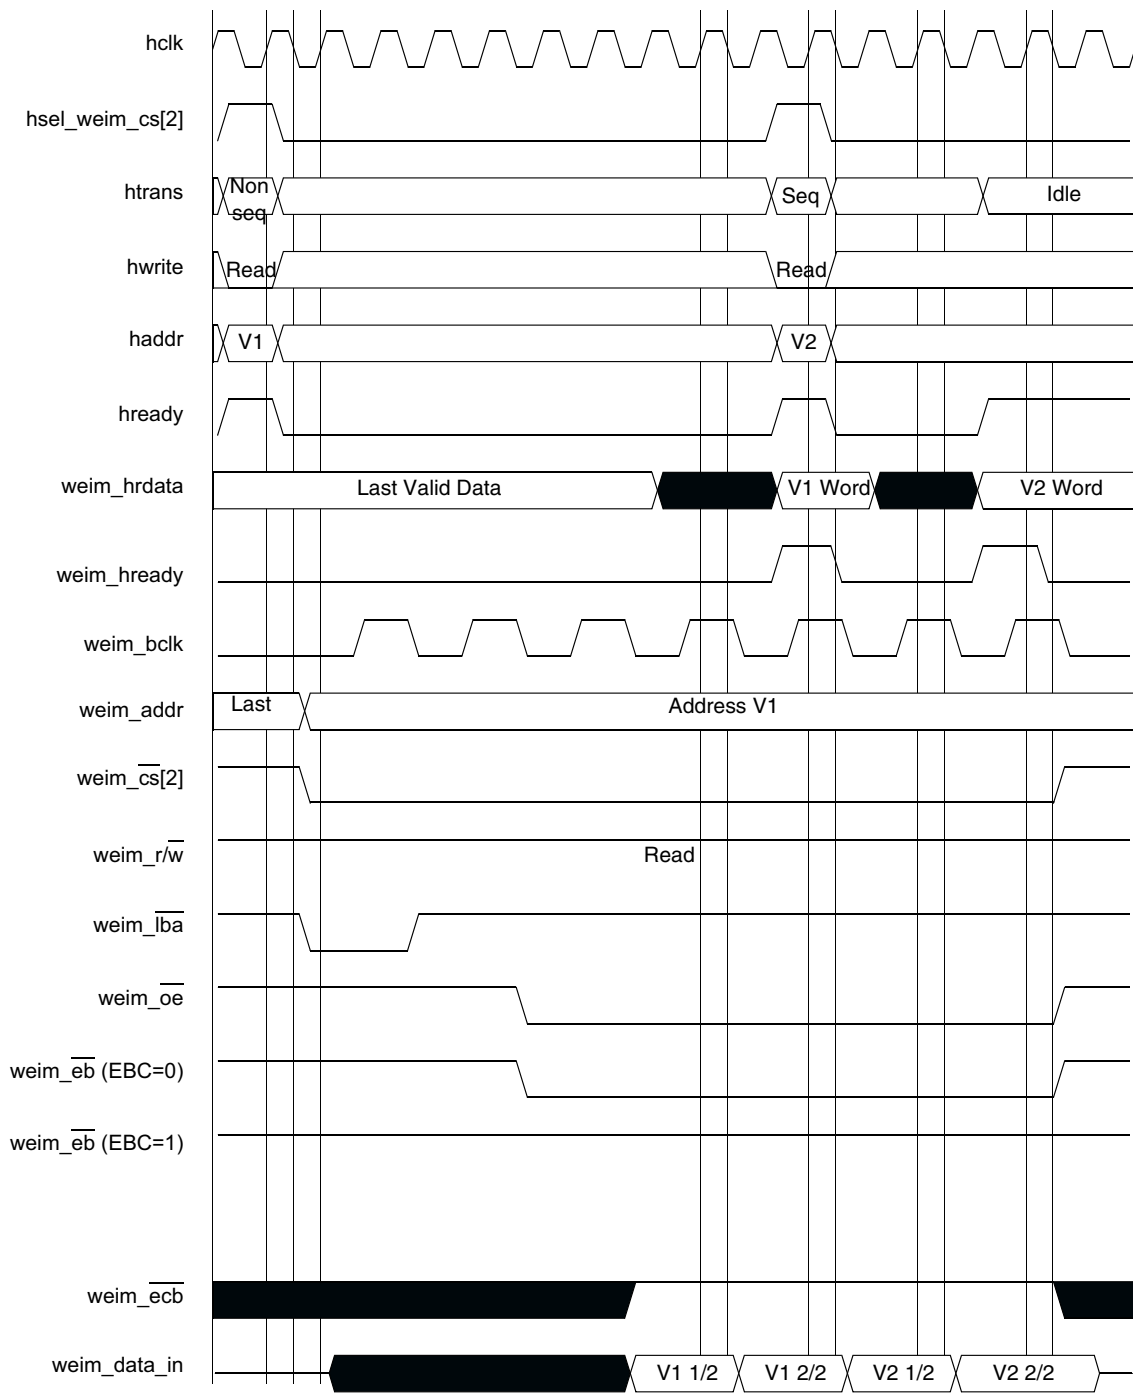 hclk
hsel_weim_cs[2]
htrans
Non
seq
Seq
Idle
hwrite
Read
Read
haddr
V1
V2
hready
weim_hrdata
Last Valid Data
V1 Word
V2 Word
weim_hready
weim_bclk
weim_addr
Last
Address V1
weim_cs[2]
weim_r/w
Read
weim_lba
weim_oe
weim_eb (EBC=0)
weim_eb (EBC=1)
weim_ecb
weim_data_in
V1 1/2
V1 2/2
V2 1/2
V2 2/2